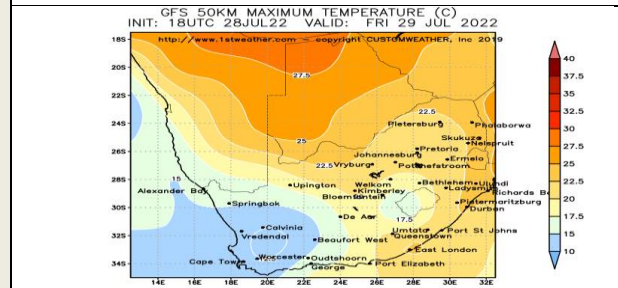 GFS 50KM MAXIMUM TEMPERATURE (C)
INIT: 18UTC 28JUL22 VALID: FRI 29 JUL 2022
http://www.1stweather.com - copyright CUSTOMWEATHER, Inc 2019
18S
20S
22S
24S
26S
28S
30S
32S
34S
27.5
25
22.5
22.5
15
17.5
12.5
Pietersburg
Phalaborwa
Skukuza
Nelspruit
Pretoria
Johannesburg
Ermelo
Vryburg
Potchefstroom
Alexander Bay
Upington
Welkom
Kimberley
Bethlehem
Ulundi
Ladysmith
Richards B
Bloemfontein
Pietermaritzburg
Springbok
Durban
De Aar
Calvinia
Vredendal
Umtata
Port St Johns
Queenstown
Beaufort West
East London
Cape Town
Worcester
Oudtshoorn
George
Port Elizabeth
14E 16E 18E 20E 22E 24E 26E 28E 30E 32E
40
37.5
35
32.5
30
27.5
25
22.5
20
17.5
15
10